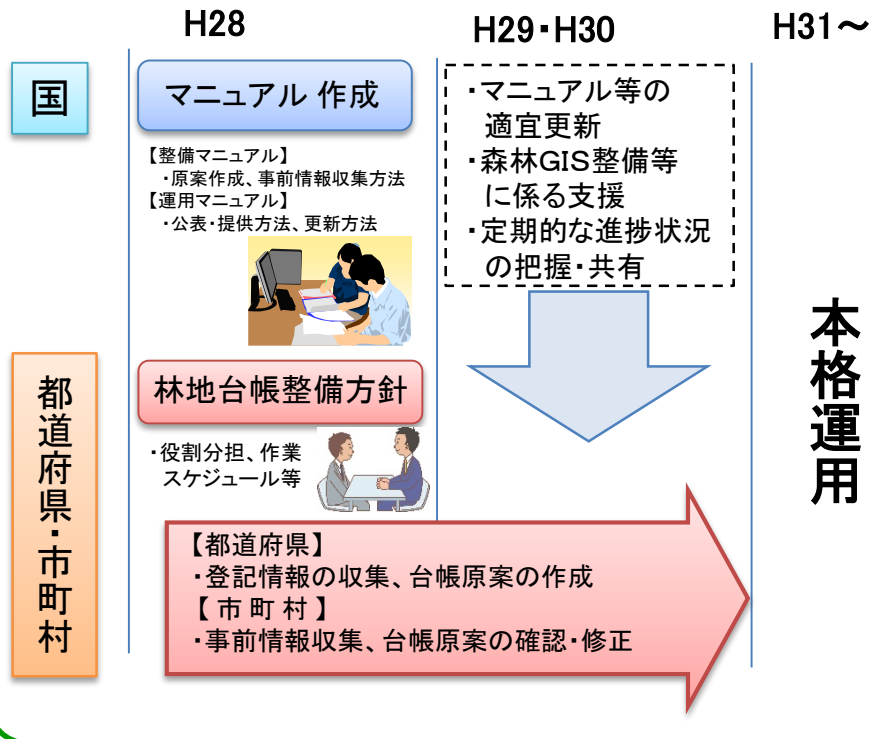 H28
H29・H30
H31～
国
マニュアル 作成
【整備マニュアル】
・原案作成、事前情報収集方法
【運用マニュアル】
・公表・提供方法、更新方法
・マニュアル等の
適宜更新
・森林GIS整備等
に係る支援
・定期的な進捗状況
の把握・共有
都道府県・市町村
林地台帳整備方針
・役割分担、作業
スケジュール等
【都道府県】
・登記情報の収集、台帳原案の作成
【 市 町 村 】
・事前情報収集、台帳原案の確認・修正
本格運用